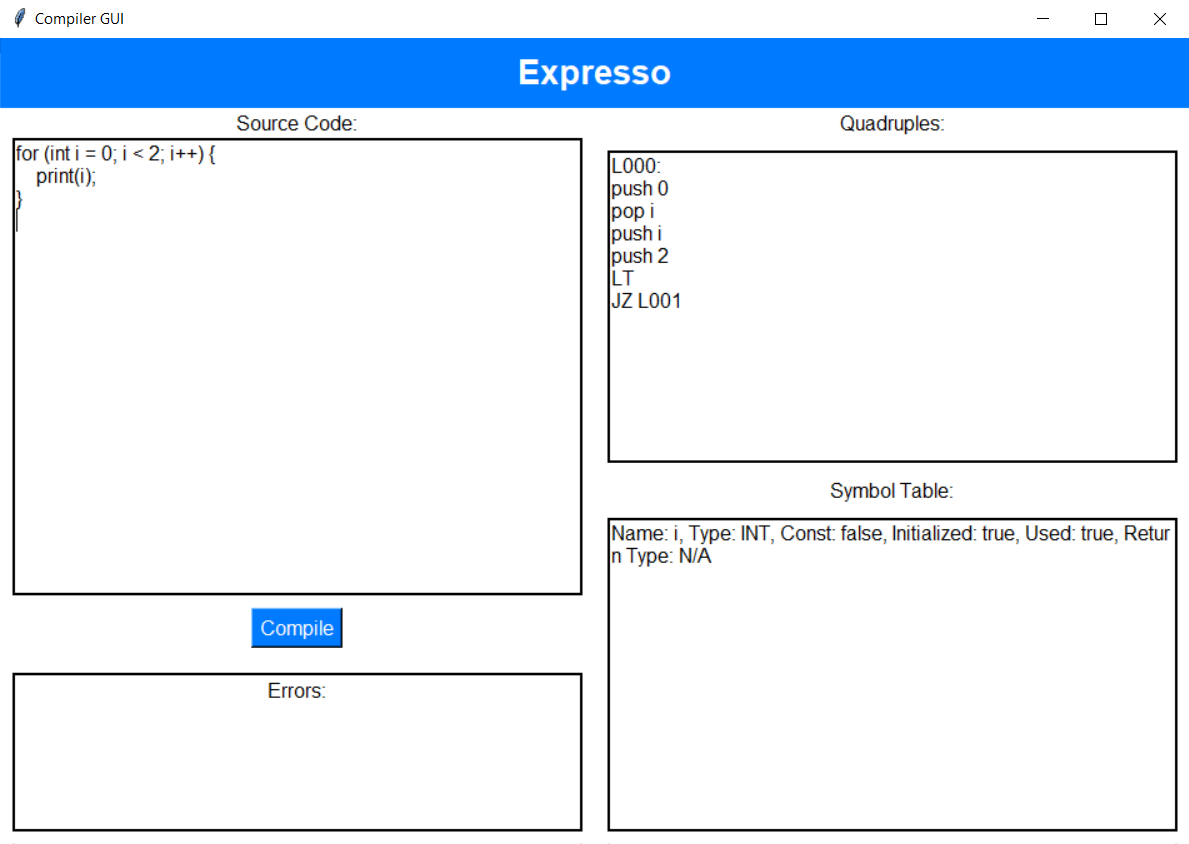 Compiler GUI
Expresso
Source Code:
for (int i = 0; i < 2; i++) {
    print(i);
}
Compile
Errors:
Quadruples:
L000:
push 0
pop i
push i
push 2
LT
JZ L001
Symbol Table:
Name: i, Type: INT, Const: false, Initialized: true, Used: true, Retur
n Type: N/A